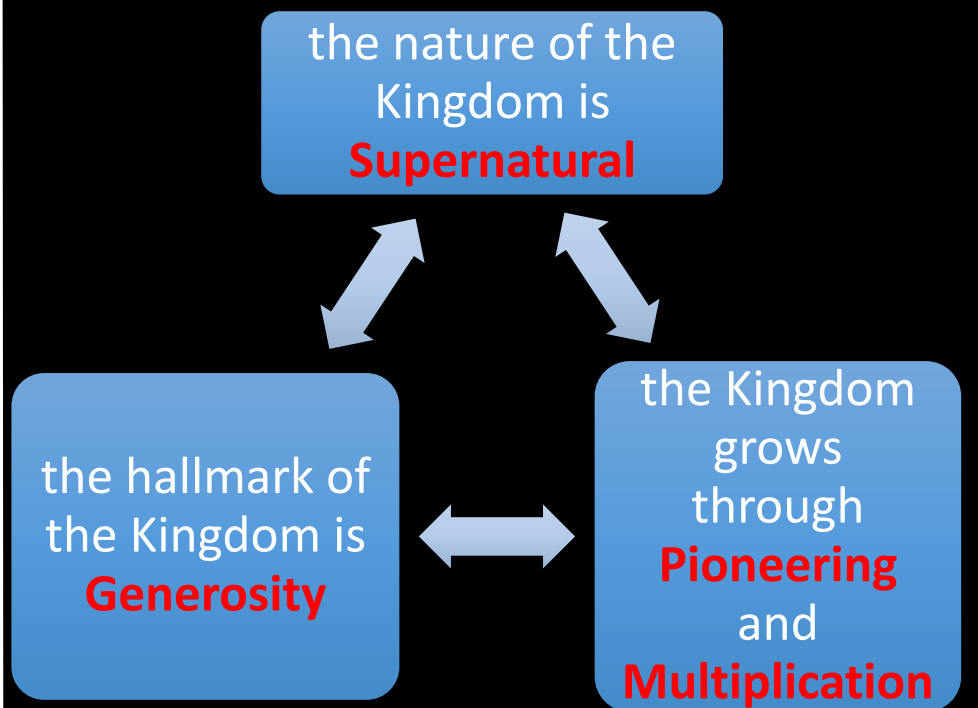 the nature of the
Kingdom is
Supernatural
the hallmark of
the Kingdom is
Generosity
the Kingdom
grows
through
Pioneering
and
Multiplication